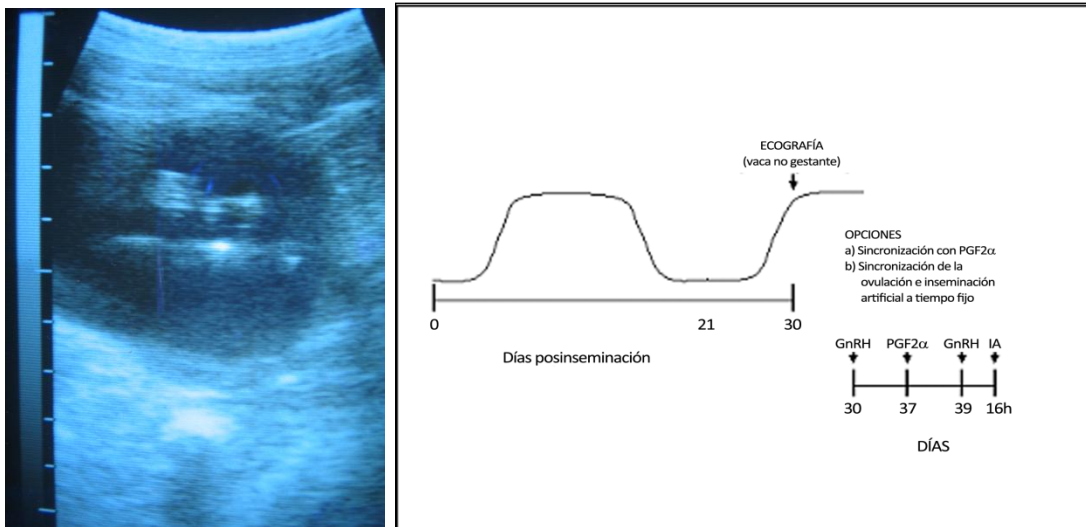 ECOGRAFÍA
(vaca no gestante)
OPCIONES
a) Sincronización con PGF2α
b) Sincronización de la
ovulación e inseminación
artificial a tiempo fijo
0
21
30
Días posinseminación
GnRH PGF2α GnRH IA
30 37 39 16h
DÍAS